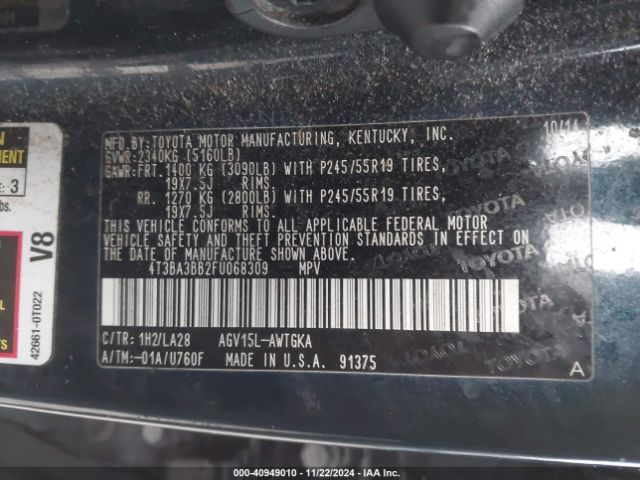 MFD.BY:TOYOTA MOTOR MANUFACTURING, KENTUCKY, INC. 10/14
GVWR:2340KG (5160LB)
GAWR:FRT.1400 KG (3090LB) WITH P245/55R19 TIRES,
19X7.5J RIMS.
RR. 1270 KG (2800LB) WITH P245/55R19 TIRES,
19X7.5J RIMS.
THIS VEHICLE CONFORMS TO ALL APPLICABLE FEDERAL MOTOR
VEHICLE SAFETY AND THEFT PREVENTION STANDARDS IN EFFECT ON
THE DATE OF MANUFACTURE SHOWN ABOVE.
4T3BA3BB2FU068309 MPV
C/TR: 1H2/LA28 AGV15L-AWTGKA
A/TM:-01A/U760F MADE IN U.S.A. 91375 A
TOYOTA
TOYOTA
TOYOTA
3
V8
42661-0T022
000-40949010 - 11/22/2024 - IAA Inc.